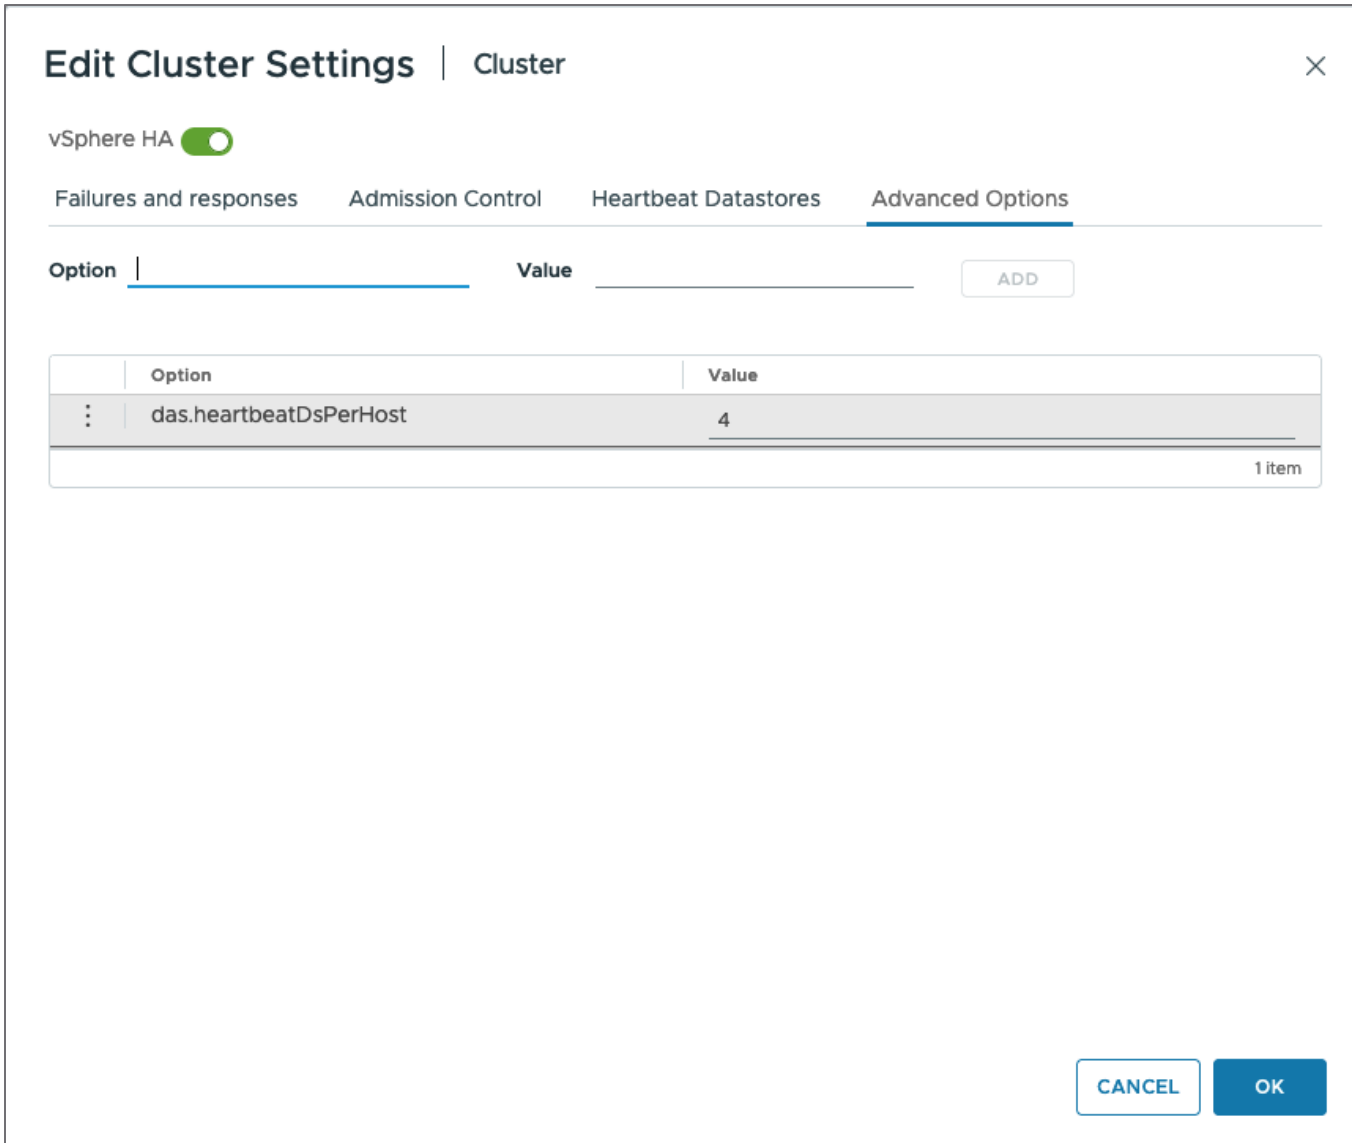 Edit Cluster Settings | Cluster
vSphere HA
Failures and responses Admission Control Heartbeat Datastores Advanced Options
Option Value ADD
Option Value
das.heartbeatDsPerHost 4
1 item
CANCEL OK